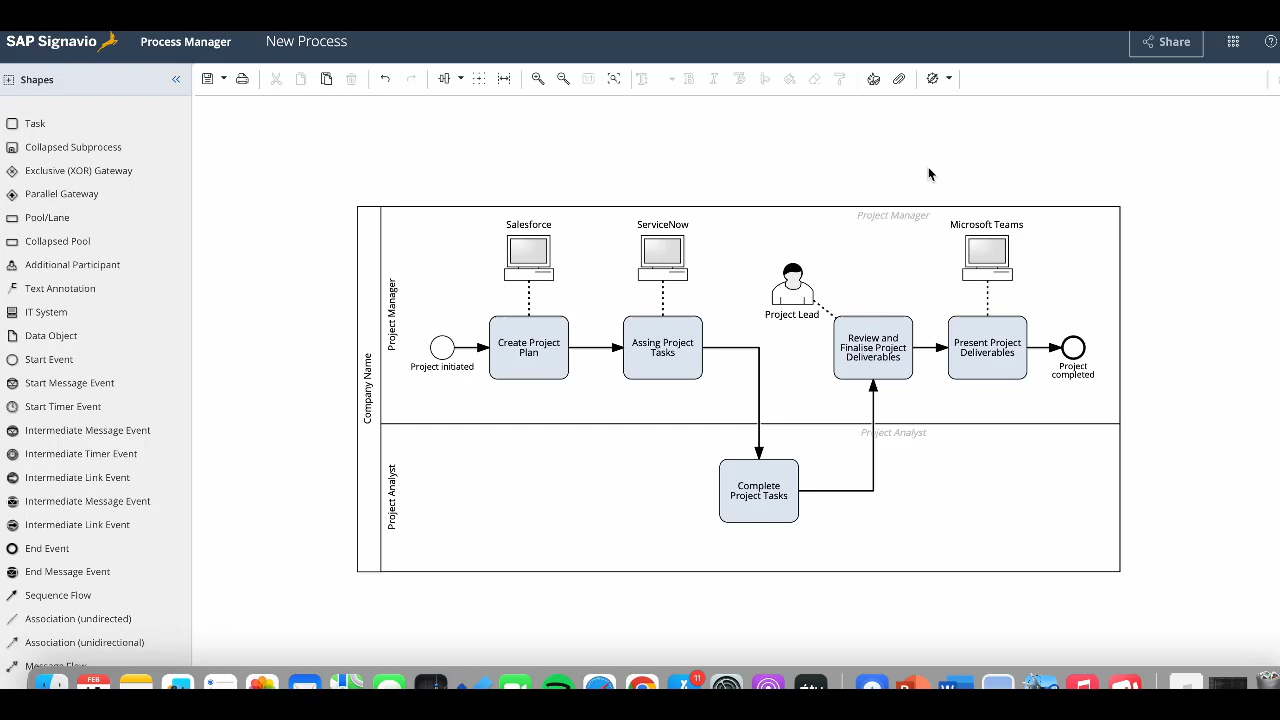 SAP Signavio
Process Manager
New Process
Share
Shapes
Task
Collapsed Subprocess
Exclusive (XOR) Gateway
Parallel Gateway
Pool/Lane
Collapsed Pool
Additional Participant
Text Annotation
IT System
Data Object
Start Event
Start Message Event
Start Timer Event
Intermediate Message Event
Intermediate Timer Event
Intermediate Link Event
Intermediate Message Event
Intermediate Link Event
End Event
End Message Event
Sequence Flow
Association (undirected)
Association (unidirectional)
Message Flow
Company Name
Project Manager
Project Manager
Salesforce
ServiceNow
Microsoft Teams
Project Lead
Project initiated
Create Project
Plan
Assing Project
Tasks
Review and
Finalise Project
Deliverables
Present Project
Deliverables
Project
completed
Project Analyst
Project Analyst
Complete
Project Tasks
FEB
11